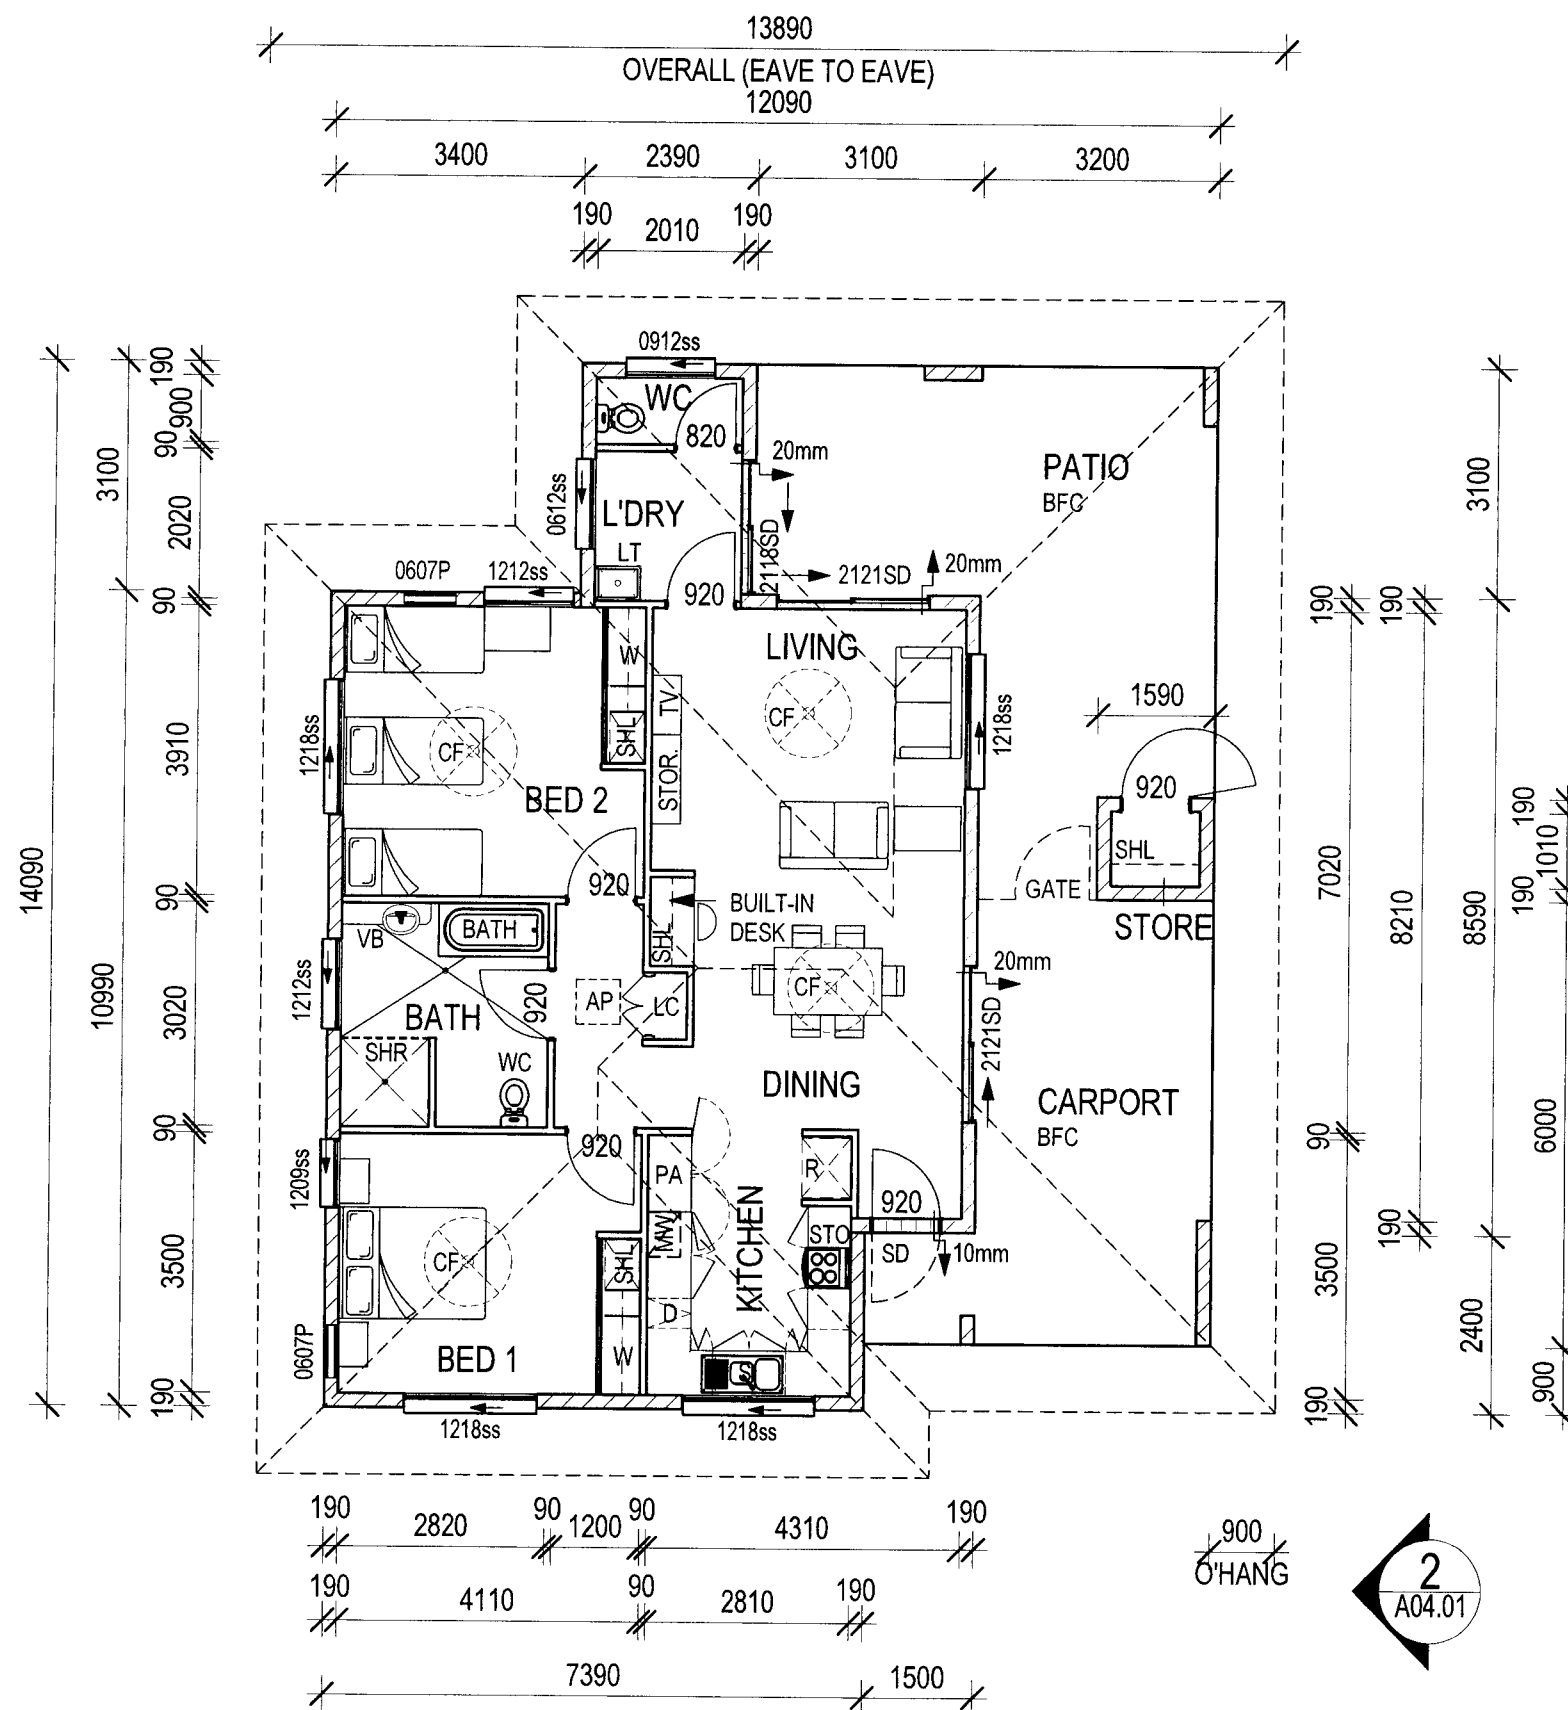 13890
OVERALL (EAVE TO EAVE)
12090
3400 2390 3100 3200
190 2010 190
0912ss
WC
820
20mm
PATIO
BFC
0612ss
L'DRY
LT
2118SD
2121SD
20mm
920
0607P
1212ss
190
900
90
2020
90
3910
90
3020
90
3500
190
3100
10990
14090
LIVING
W
TV
CF
SHL
STOR.
1218ss
CF
BED 2
1218ss
1590
920
SHL
GATE
STORE
920
BUILT-IN
DESK
SHL
VB
BATH
1212ss
BATH
920
AP
LC
CF
20mm
2121SD
SHR
WC
DINING
CARPORT
BFC
1209ss
920
PA
R
MW
KITCHEN
920
STO
SD
10mm
CF
SHL
D
0607P
BED 1
W
1218ss
1218ss
3100
190
190
7020
8210
8590
190
1010
190
6000
90
190
3500
2400
900
190
190 2820 90 1200 90 4310 190
190 4110 90 2810 190
7390 1500
900
O'HANG
2
A04.01